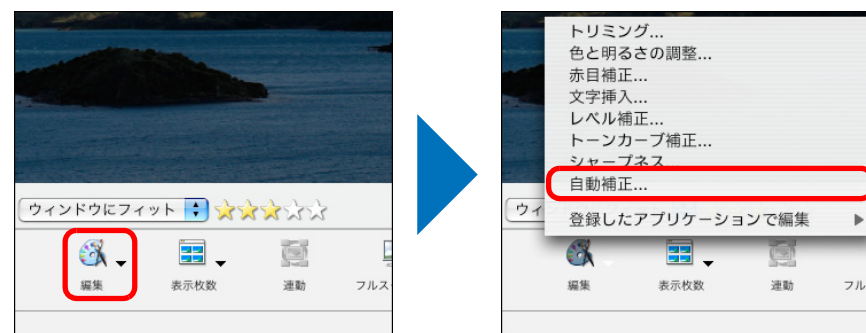 ウィンドウにフィット
編集
表示枚数
連動
フルス
トリミング...
色と明るさの調整...
赤目補正...
文字挿入...
レベル補正...
トーンカーブ補正...
シャープネス...
自動補正...
登録したアプリケーションで編集
ウィ
編集
表示枚数
連動
フル